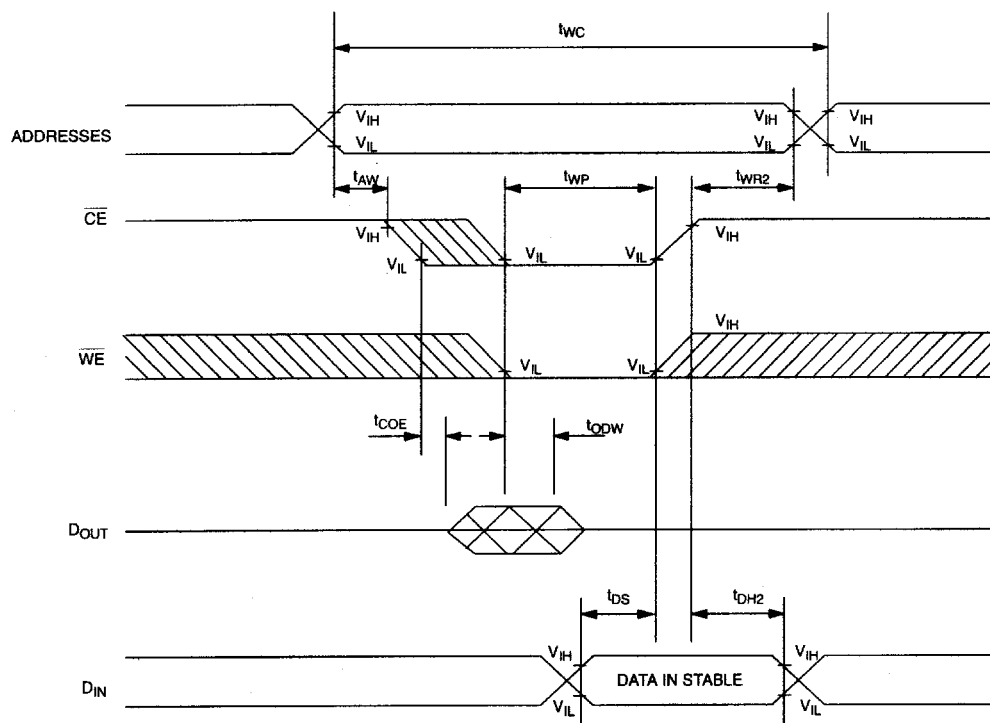 tWC
VIH VIH VIH
ADDRESSES
VIL VIL VIL
tAW tWP tWR2
CE
VIH VIH
VIL VIL VIL
VIH
WE
VIL VIL
tCOE tODW
DOUT
tDS tDH2
VIH VIH
DATA IN STABLE
DIN
VIL VIL